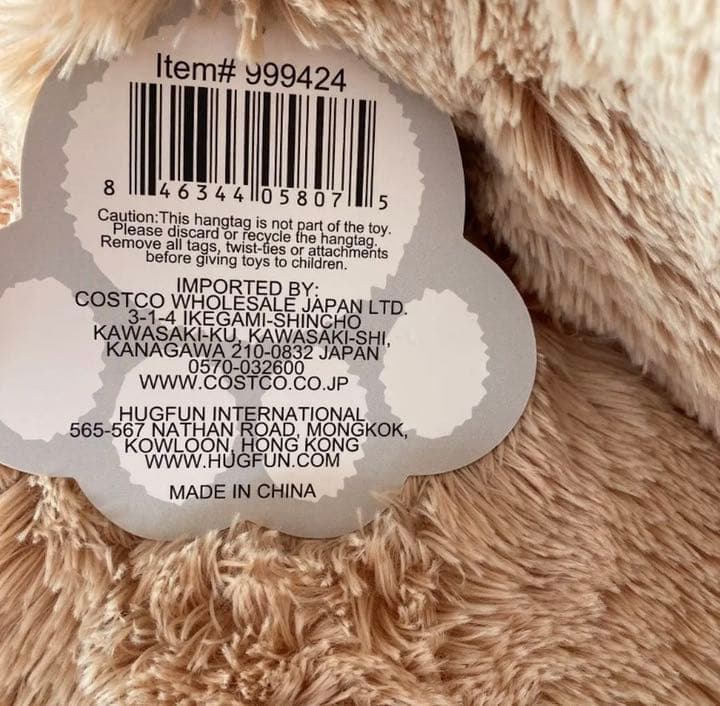 Item# 999424
8 46344 05807 5
Caution:This hangtag is not part of the toy.
Please discard or recycle the hangtag.
Remove all tags, twist-ties or attachments
before giving toys to children.
IMPORTED BY:
COSTCO WHOLESALE JAPAN LTD.
3-1-4 IKEGAMI-SHINCHO
KAWASAKI-KU, KAWASAKI-SHI,
KANAGAWA 210-0832 JAPAN
0570-032600
WWW.COSTCO.CO.JP
HUGFUN INTERNATIONAL
565-567 NATHAN ROAD, MONGKOK,
KOWLOON, HONG KONG
WWW.HUGFUN.COM
MADE IN CHINA